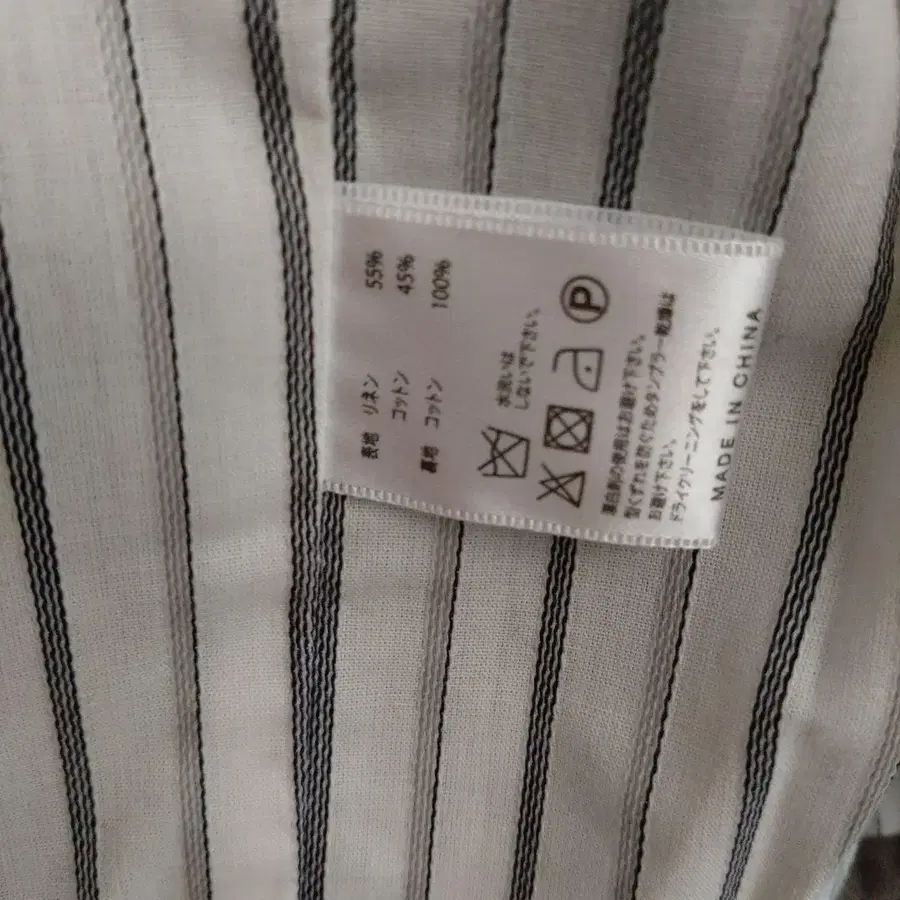 表地 リネン 55%
コットン 45%
裏地 コットン 100%
水洗いは
しないで下さい。
P
漂白剤の使用はお避け下さい。
型くずれを防ぐためタンブラー乾燥は
お避け下さい。
ドライクリーニングをして下さい。
MADE IN CHINA